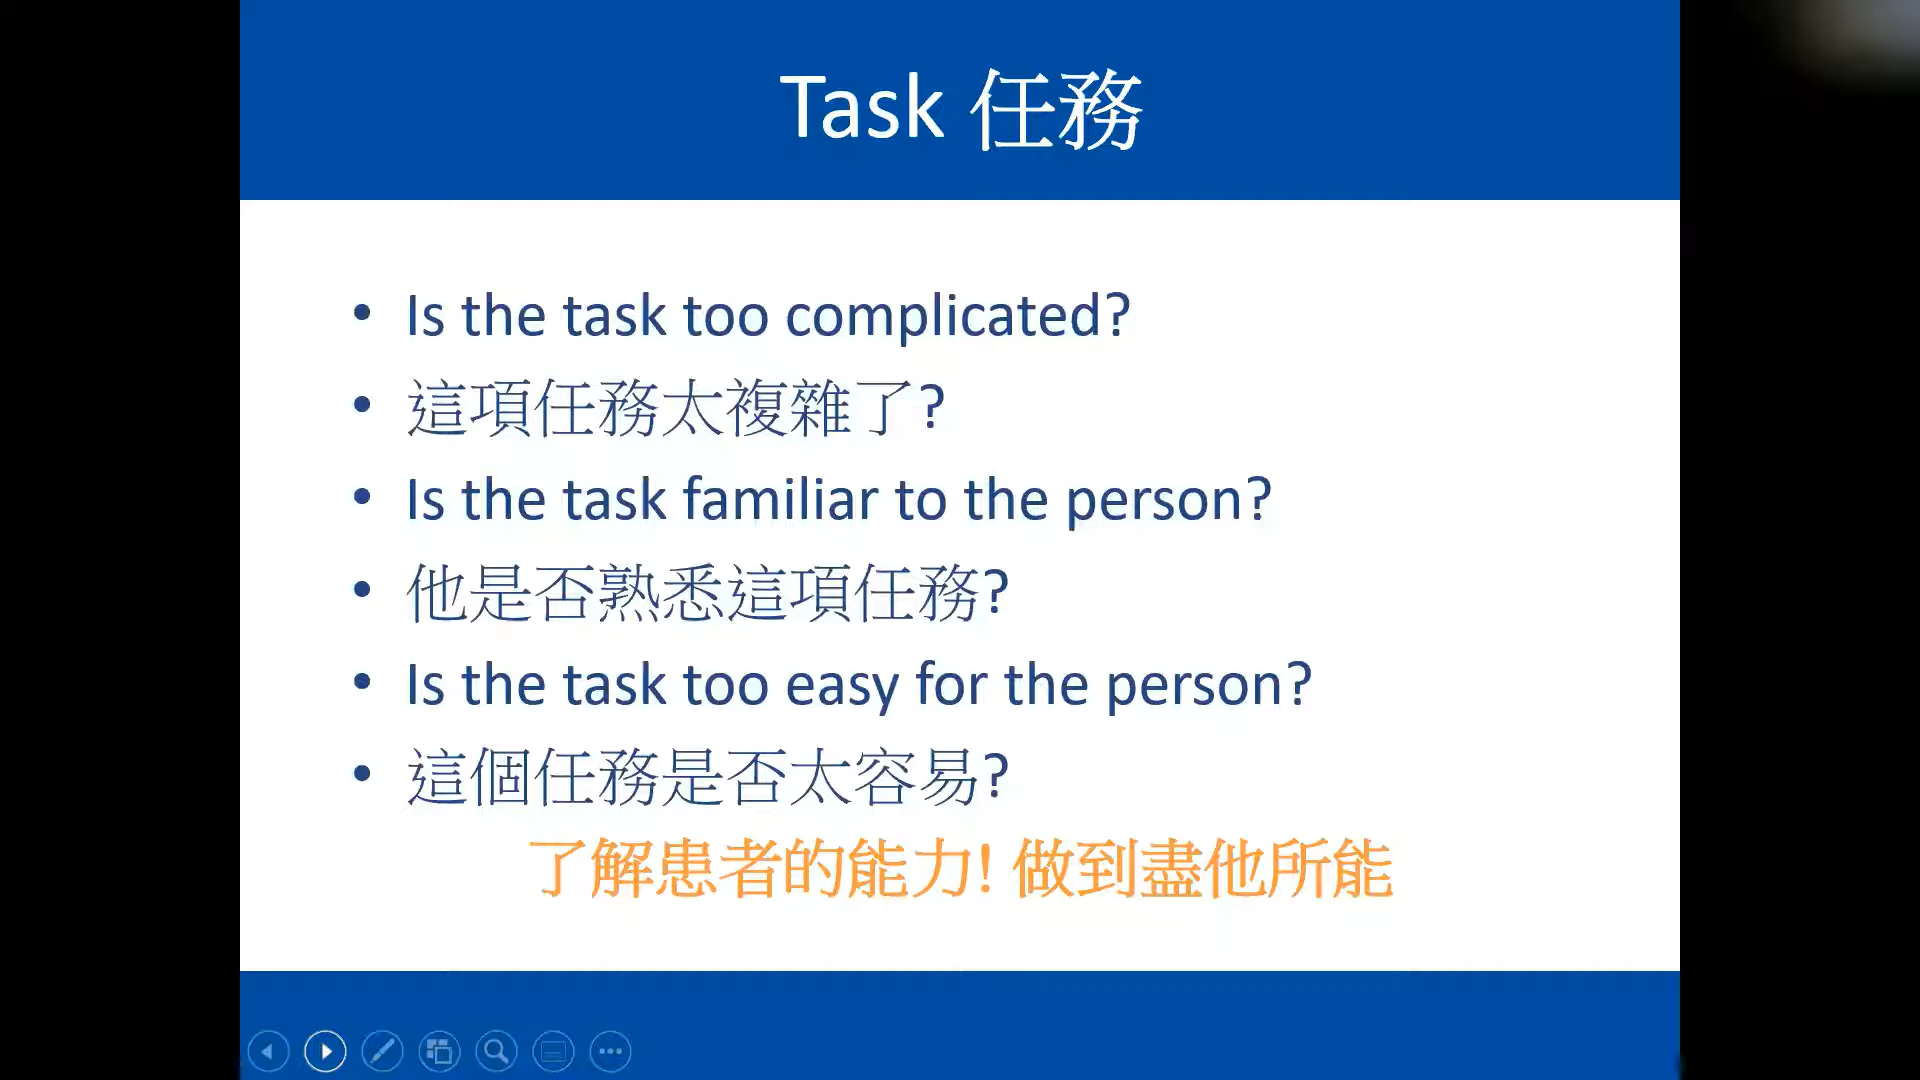 Task 任務
• Is the task too complicated?
• 這項任務太複雜了?
• Is the task familiar to the person?
• 他是否熟悉這項任務?
• Is the task too easy for the person?
• 這個任務是否太容易?
了解患者的能力! 做到盡他所能